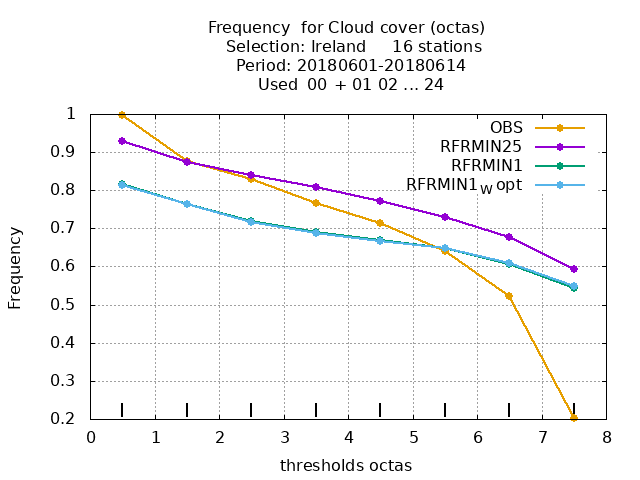 Frequency for Cloud cover (octas)
Selection: Ireland 16 stations
Period: 20180601-20180614
Used 00 + 01 02 ... 24
OBS
RFRMIN25
RFRMIN1
RFRMIN1w opt
Frequency
1
0.9
0.8
0.7
0.6
0.5
0.4
0.3
0.2
0 1 2 3 4 5 6 7 8
thresholds octas